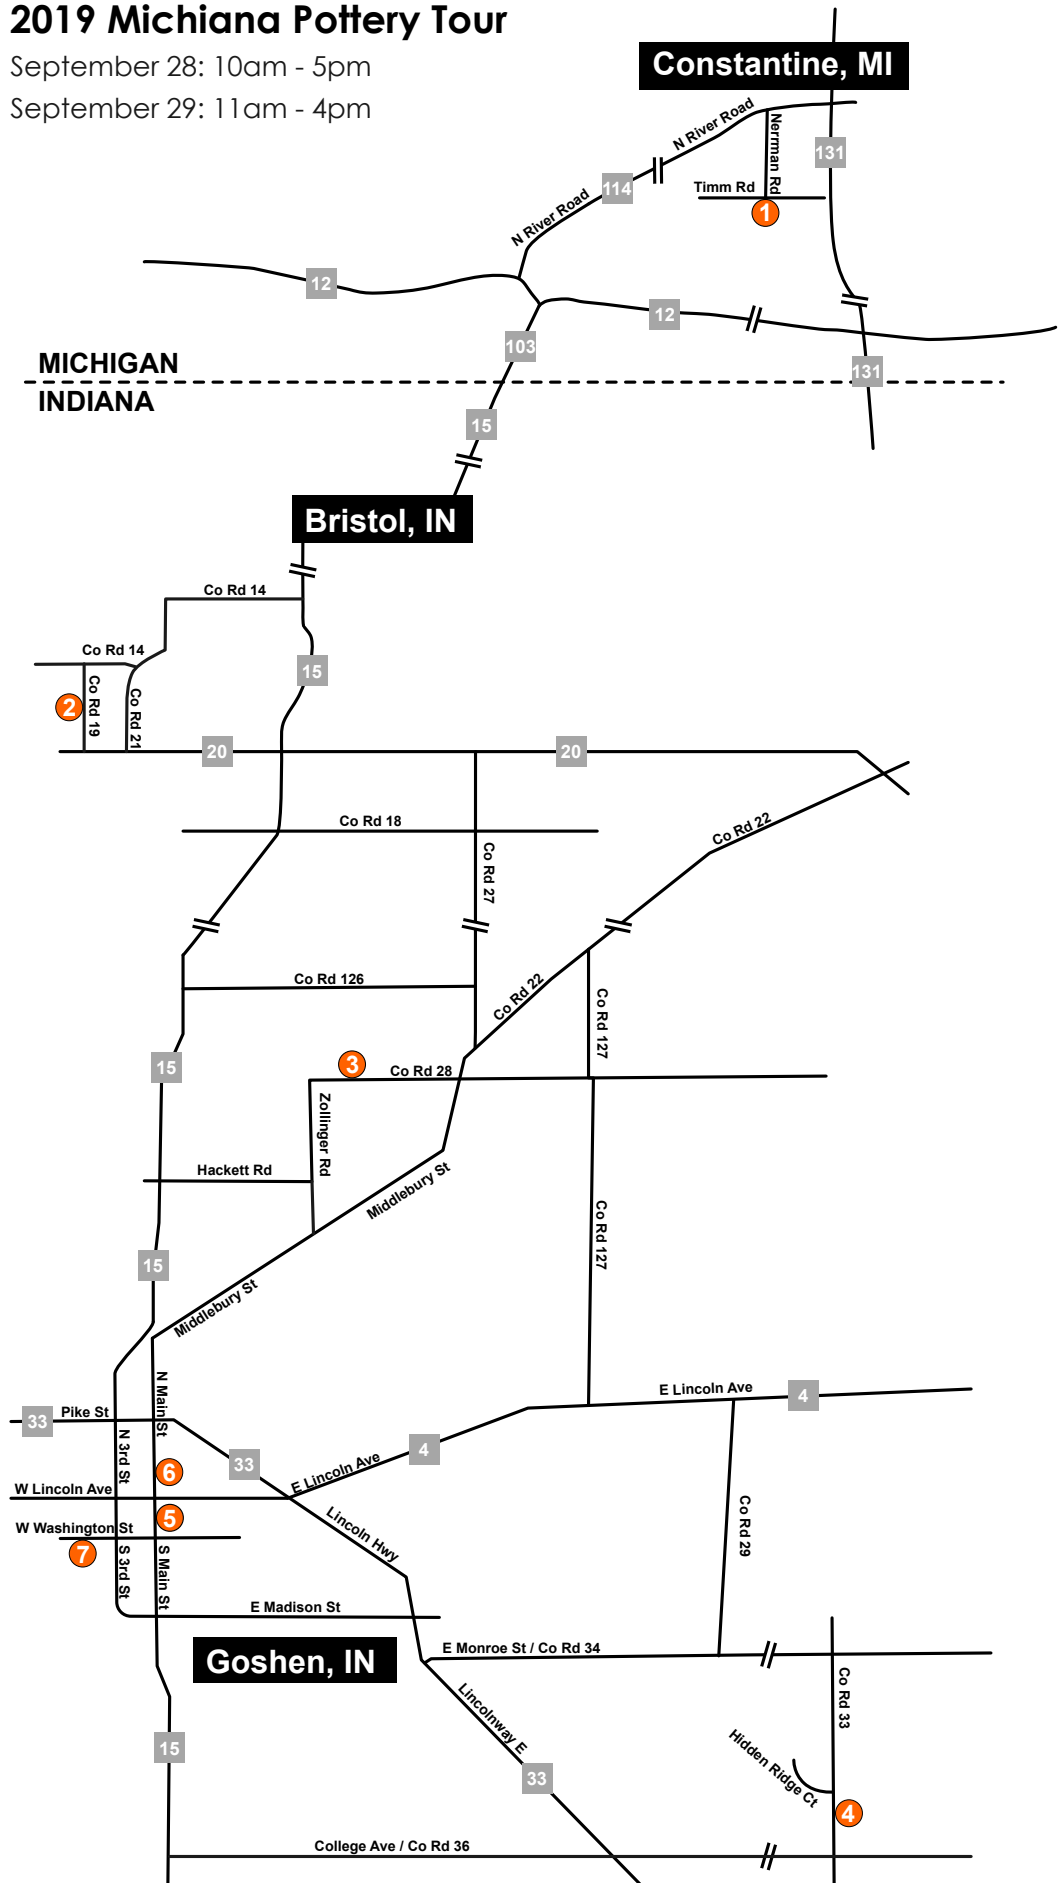 2019 Michiana Pottery Tour
September 28: 10am - 5pm
September 29: 11am - 4pm
Constantine, MI
N River Road
Nerrman Rd
131
114
Timm Rd
1
N River Road
12
12
103
MICHIGAN
131
INDIANA
15
Bristol, IN
Co Rd 14
Co Rd 14
15
2
Co Rd 19
Co Rd 21
20
20
Co Rd 18
Co Rd 22
Co Rd 27
Co Rd 126
Co Rd 22
Co Rd 127
15
3
Co Rd 28
Zollinger Rd
Hackett Rd
Middlebury St
Co Rd 127
15
Middlebury St
N Main St
E Lincoln Ave
4
33
Pike St
N 3rd St
33
4
6
E Lincoln Ave
W Lincoln Ave
5
Lincoln Hwy
Co Rd 29
W Washington St
7
S 3rd St
S Main St
E Madison St
Goshen, IN
E Monroe St / Co Rd 34
Co Rd 33
Lincolnway E
15
Hidden Ridge Ct
33
4
College Ave / Co Rd 36